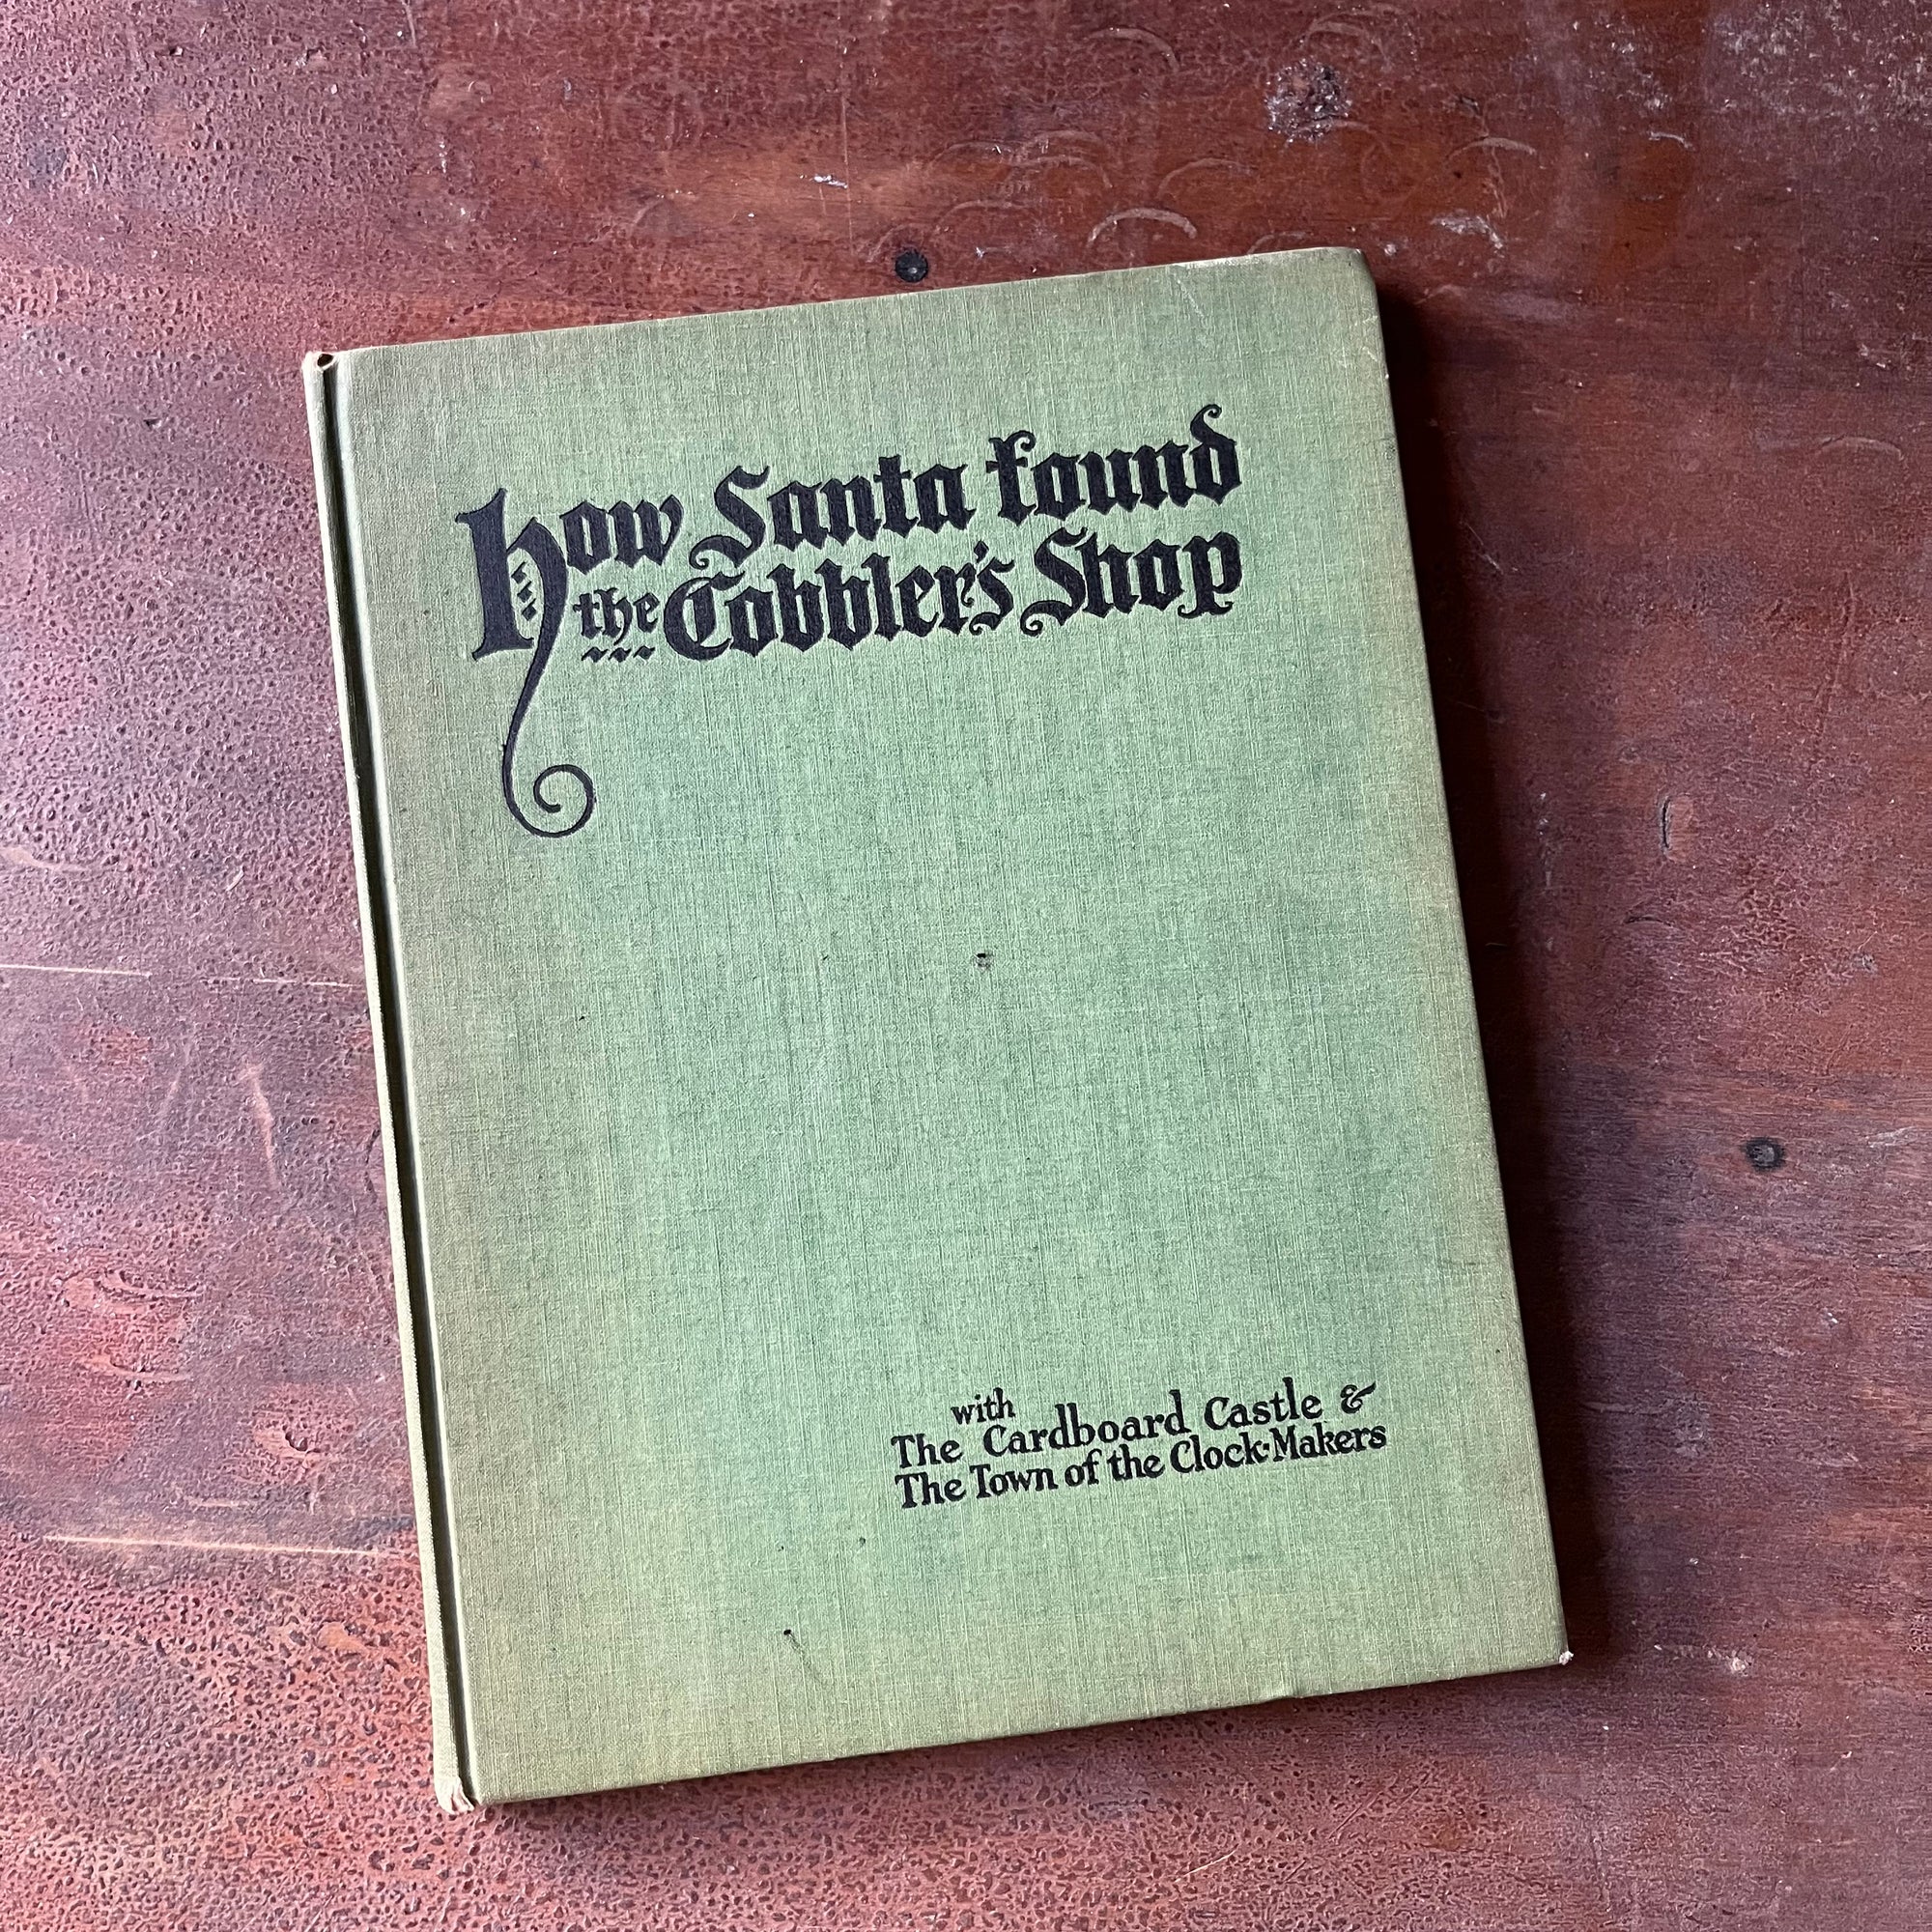 How Santa found
the Cobbler's Shop
with
The Cardboard Castle &
The Town of the Clock-Makers